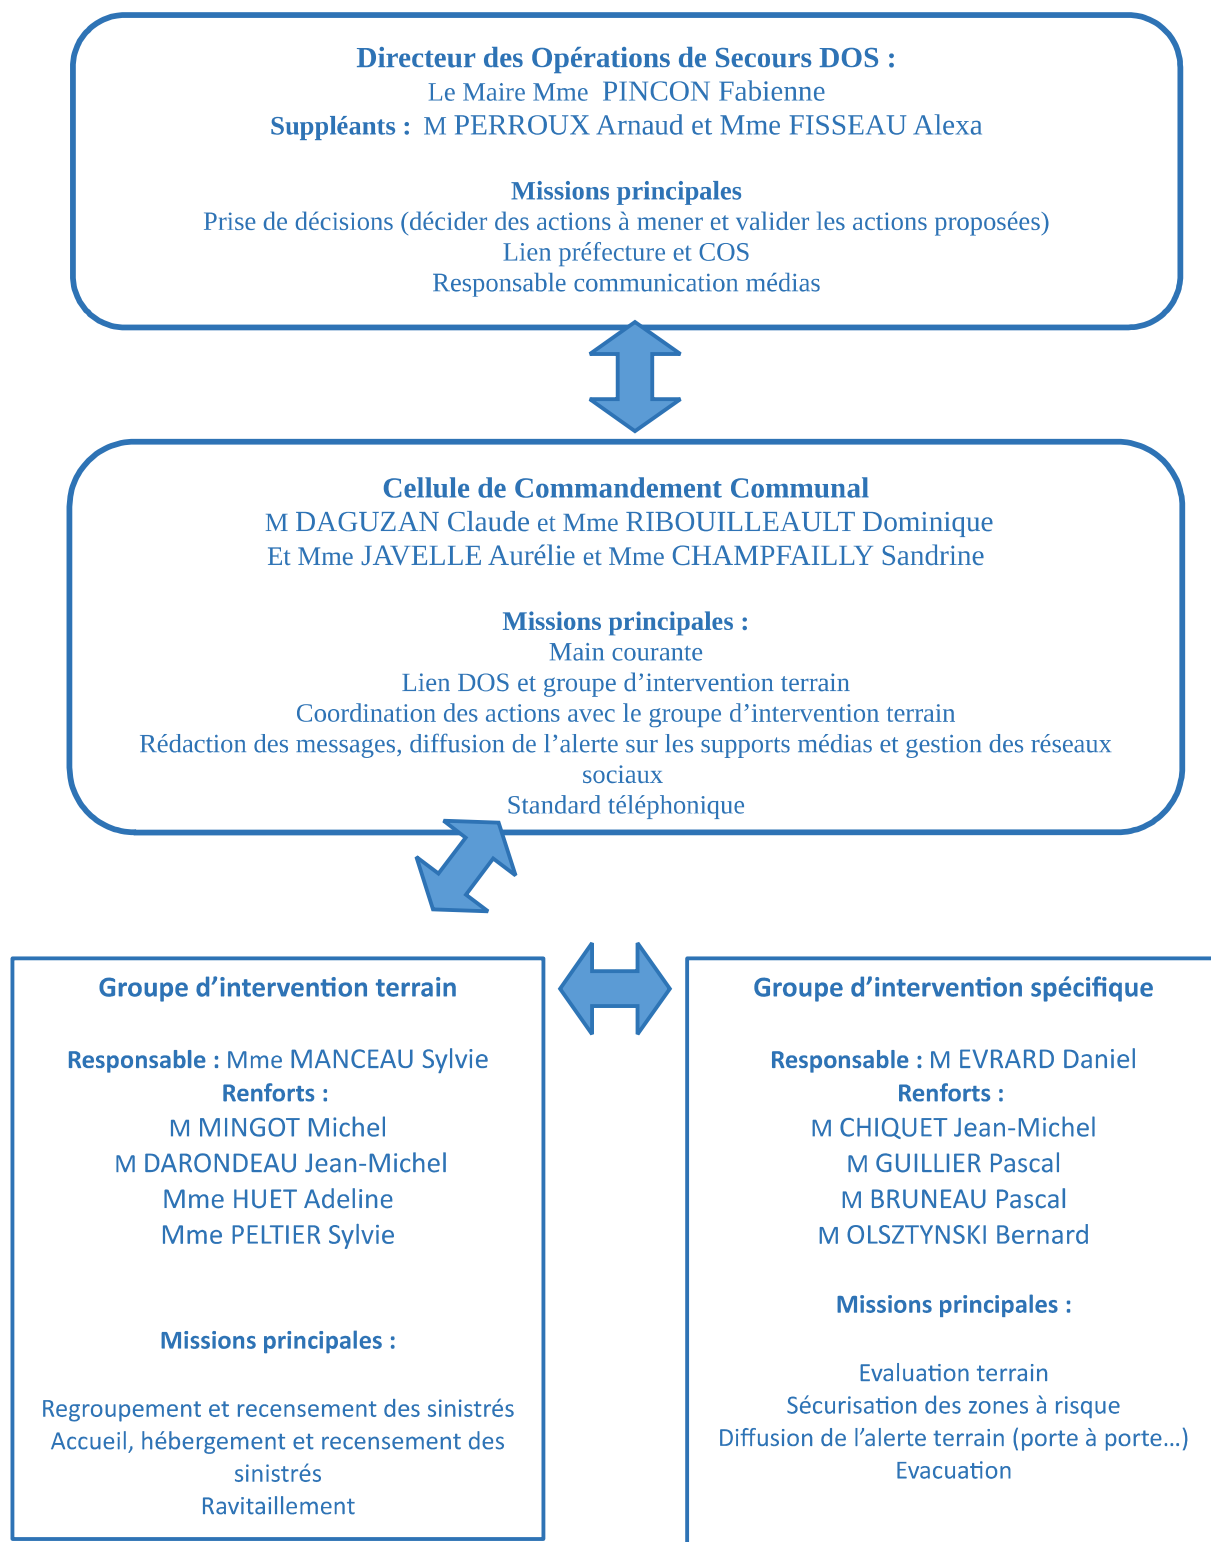 Directeur des Opérations de Secours DOS :
Le Maire Mme PINCON Fabienne
Suppléants : M PERROUX Arnaud et Mme FISSEAU Alexa
Missions principales
Prise de décisions (décider des actions à mener et valider les actions proposées)
Lien préfecture et COS
Responsable communication médias
Cellule de Commandement Communal
M DAGUZAN Claude et Mme RIBOUILLEAULT Dominique
Et Mme JAVELLE Aurélie et Mme CHAMPFAILLY Sandrine
Missions principales :
Main courante
Lien DOS et groupe d’intervention terrain
Coordination des actions avec le groupe d’intervention terrain
Rédaction des messages, diffusion de l’alerte sur les supports médias et gestion des réseaux
sociaux
Standard téléphonique
Groupe d’intervention terrain
Responsable : Mme MANCEAU Sylvie
Renforts :
M MINGOT Michel
M DARONDEAU Jean-Michel
Mme HUET Adeline
Mme PELTIER Sylvie
Missions principales :
Regroupement et recensement des sinistrés
Accueil, hébergement et recensement des
sinistrés
Ravitaillement
Groupe d’intervention spécifique
Responsable : M EVRARD Daniel
Renforts :
M CHIQUET Jean-Michel
M GUILLIER Pascal
M BRUNEAU Pascal
M OLSZTYNSKI Bernard
Missions principales :
Evaluation terrain
Sécurisation des zones à risque
Diffusion de l’alerte terrain (porte à porte…)
Evacuation